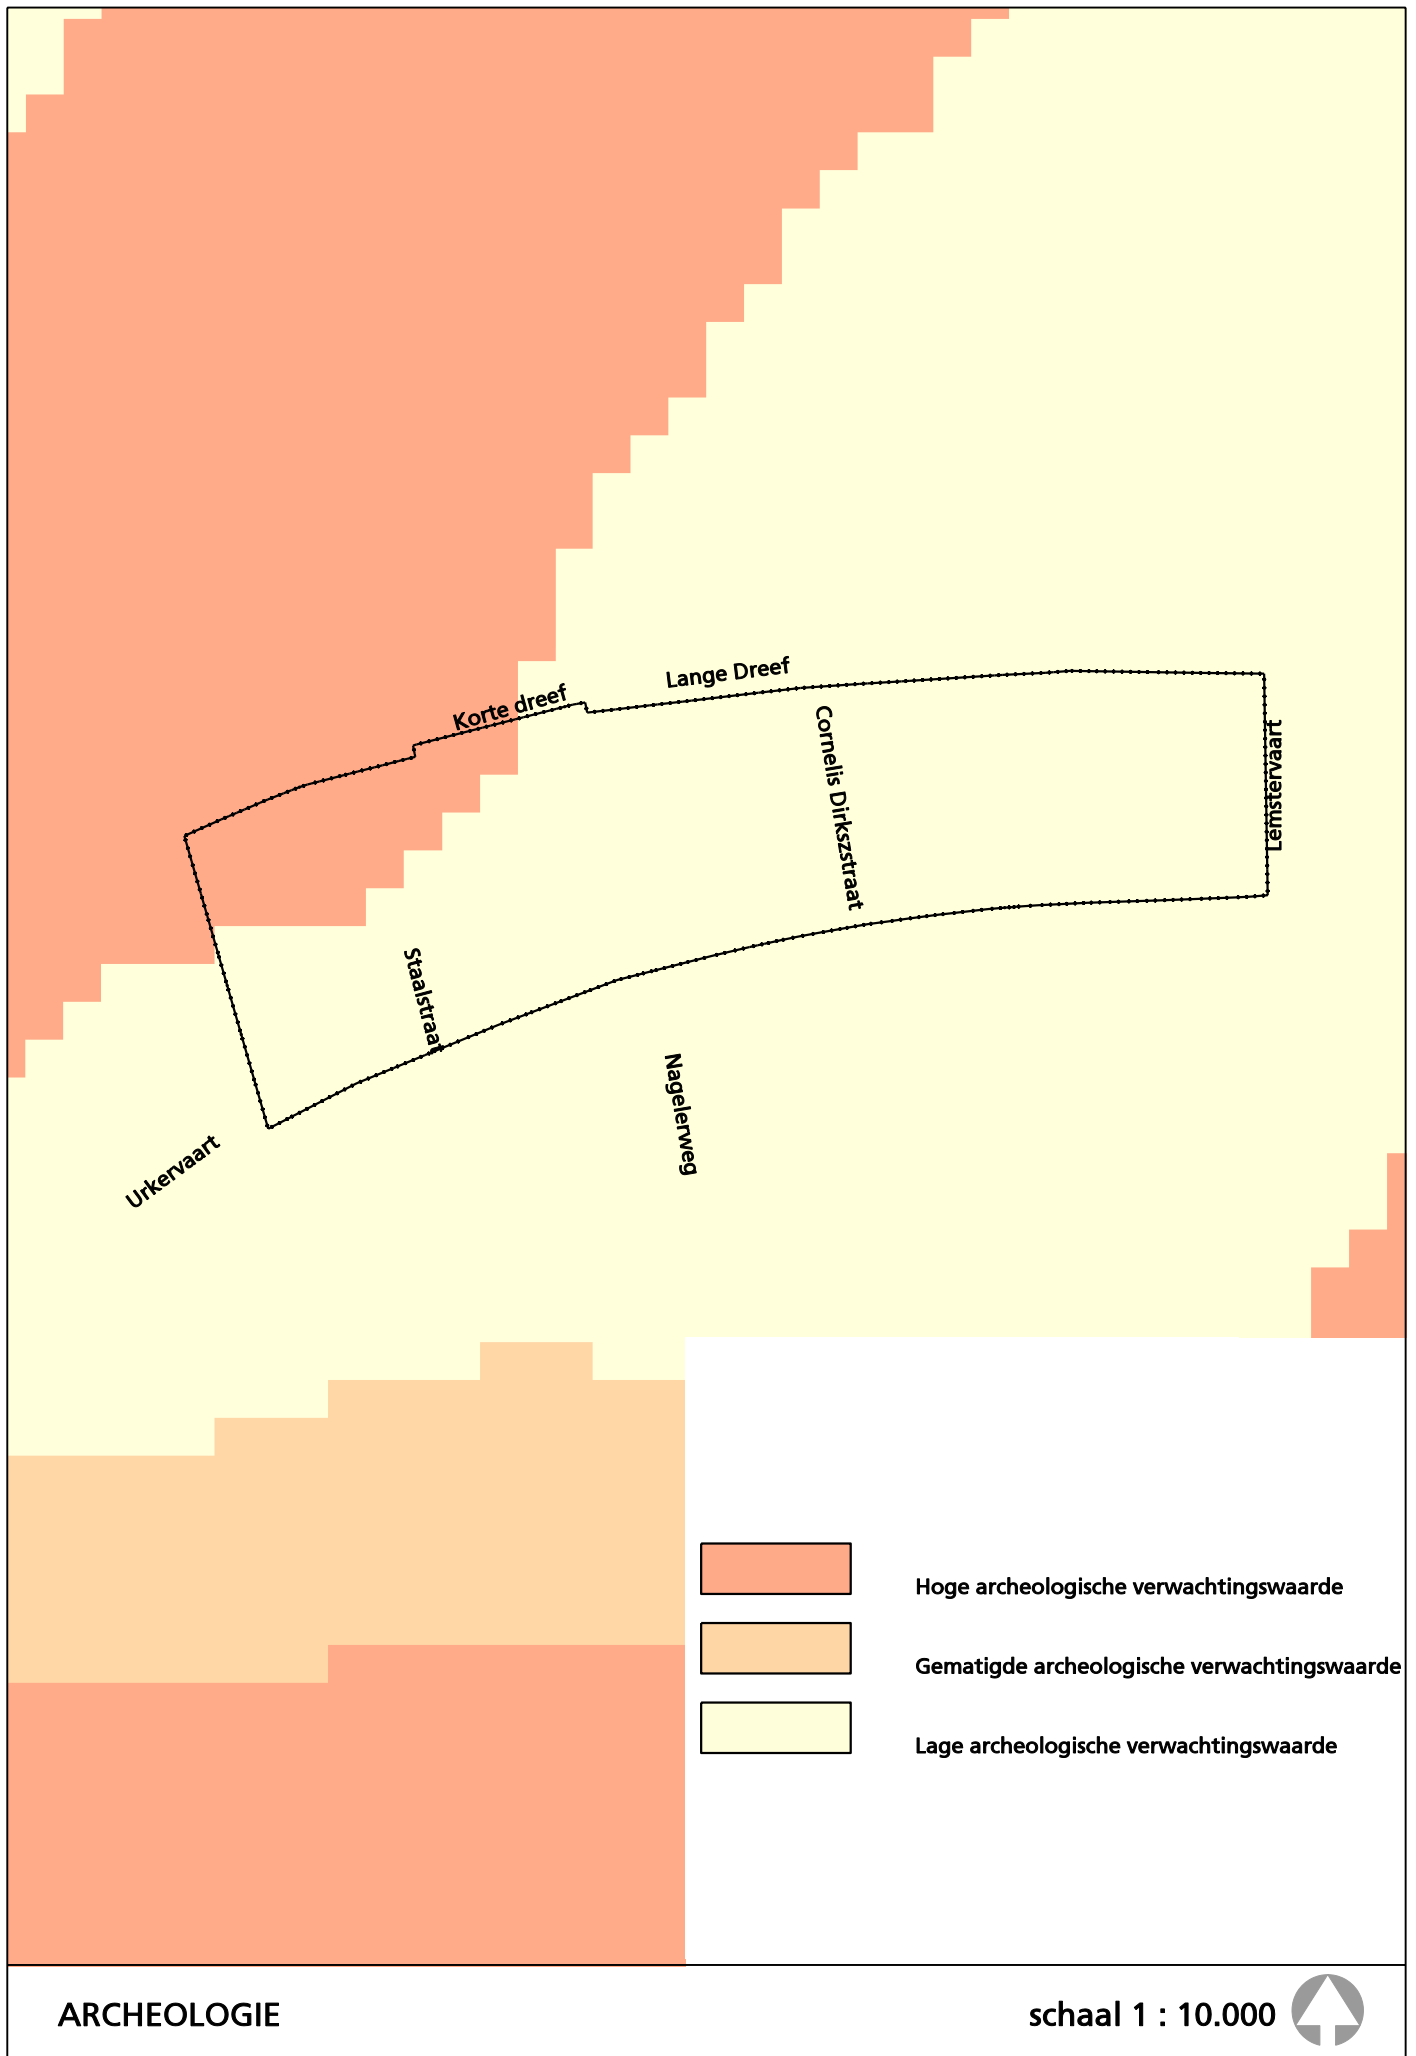 Lange Dreef
Korte dreef
Cornelis Dirkszstraat
Lemstervaart
Staalstraat
Nagelerweg
Urkervaart
Hoge archeologische verwachtingswaarde
Gematigde archeologische verwachtingswaarde
Lage archeologische verwachtingswaarde
ARCHEOLOGIE
schaal 1 : 10.000